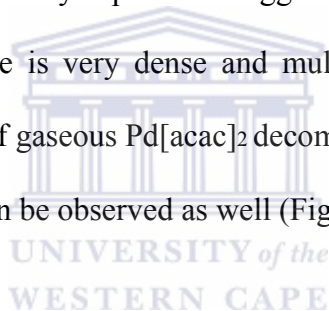 e is very dense and mul
f gaseous Pd[acac]2 decom
n be observed as well (Fig
UNIVERSITY of the
WESTERN CAPE